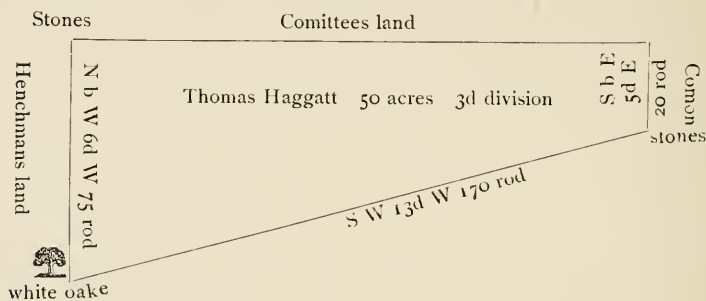 Stones
Comittees land
Henchmans land
N b W 6d W 75 rod
Thomas Haggatt 50 acres 3d division
S b E
5d E
20 rod
Comon
stones
S W 13d W 170 rod
white oake